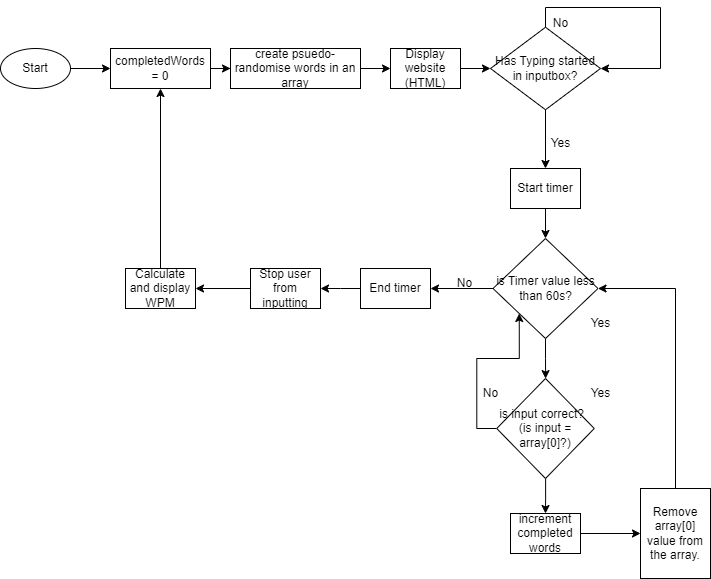 No
Start
completedWords
= 0
create psuedo-
randomise words in an
array
Display
website
(HTML)
Has Typing started
in inputbox?
Yes
Start timer
Calculate
and display
WPM
Stop user
from
inputting
End timer
No
is Timer value less
than 60s?
Yes
No
Yes
is input correct?
(is input =
array[0]?)
increment
completed
words
Remove
array[0]
value from
the array.